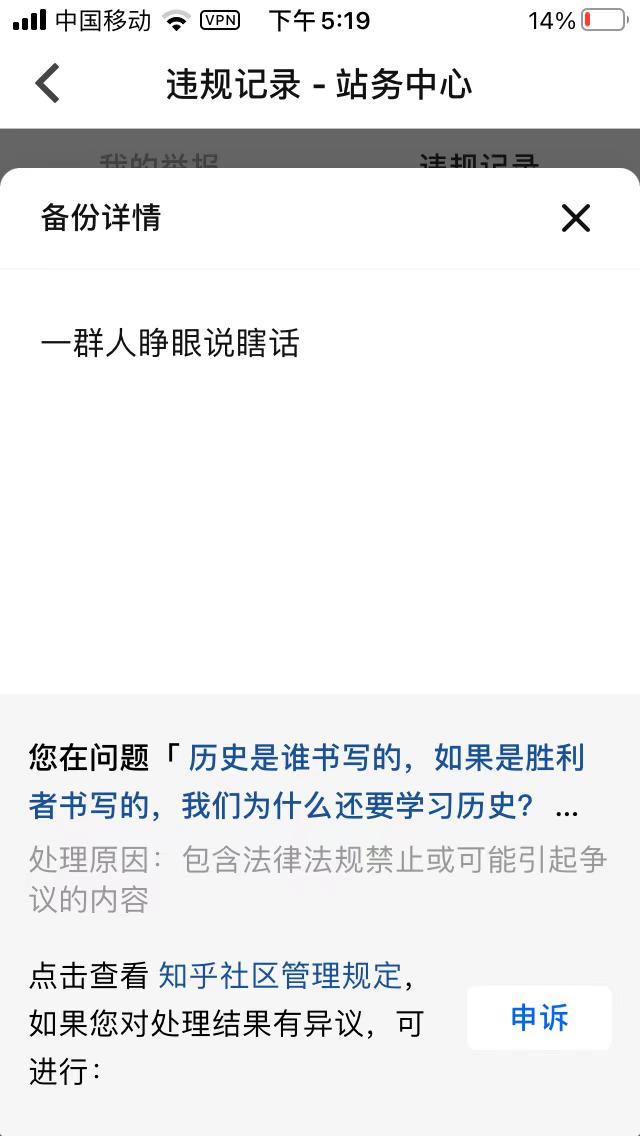 中国移动 VPN 下午5:19 14%
违规记录 - 站务中心
我的举报 违规记录
备份详情
一群人睁眼说瞎话
您在问题「 历史是谁书写的，如果是胜利
者书写的，我们为什么还要学习历史？ ...
处理原因：包含法律法规禁止或可能引起争
议的内容
点击查看 知乎社区管理规定，
如果您对处理结果有异议，可
进行：
申诉